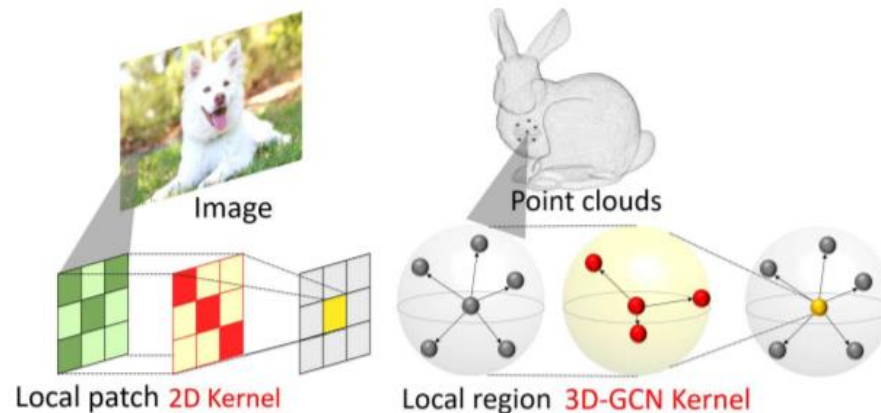 Image
Point clouds
Local patch 2D Kernel
Local region 3D-GCN Kernel